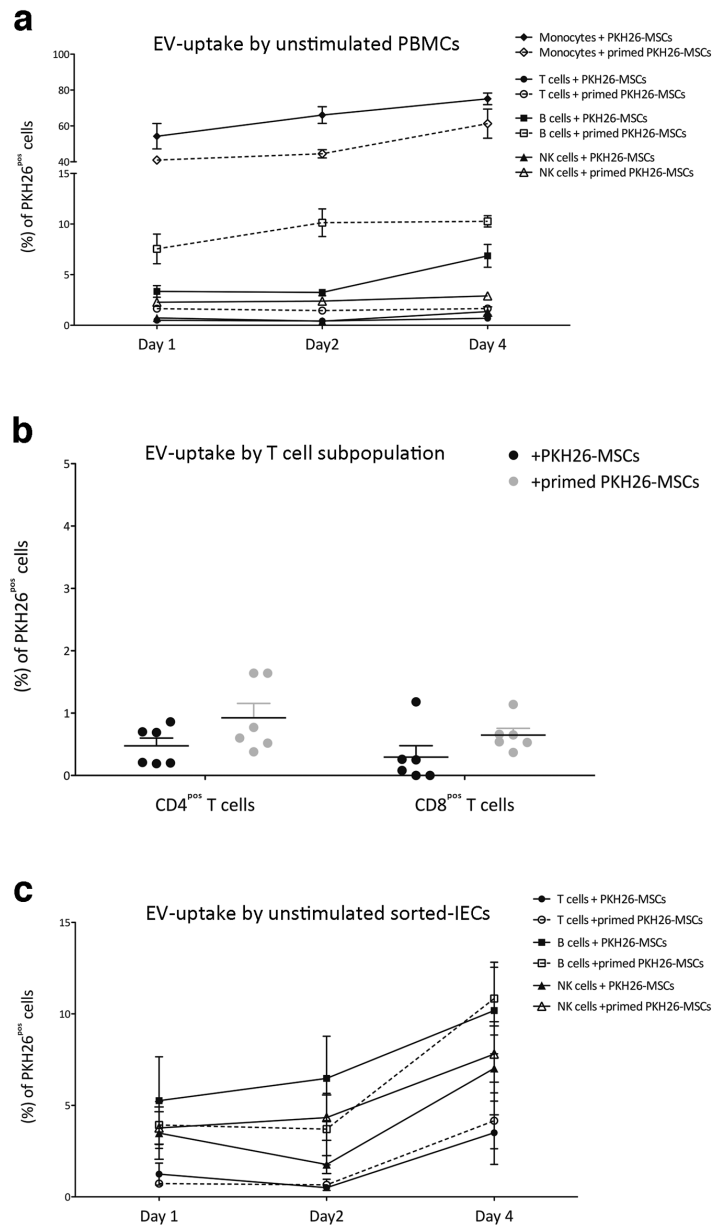 a
EV-uptake by unstimulated PBMCs
Monocytes + PKH26-MSCs
Monocytes + primed PKH26-MSCs
T cells + PKH26-MSCs
T cells + primed PKH26-MSCs
B cells + PKH26-MSCs
B cells + primed PKH26-MSCs
NK cells + PKH26-MSCs
NK cells + primed PKH26-MSCs
(%) of PKH26pos cells
100
80
60
40
15
10
5
0
Day 1
Day2
Day 4
b
EV-uptake by T cell subpopulation
+PKH26-MSCs
+primed PKH26-MSCs
(%) of PKH26pos cells
5
4
3
2
1
0
CD4pos T cells
CD8pos T cells
c
EV-uptake by unstimulated sorted-IECs
T cells + PKH26-MSCs
T cells +primed PKH26-MSCs
B cells + PKH26-MSCs
B cells +primed PKH26-MSCs
NK cells + PKH26-MSCs
NK cells +primed PKH26-MSCs
(%) of PKH26pos cells
15
10
5
0
Day 1
Day2
Day 4